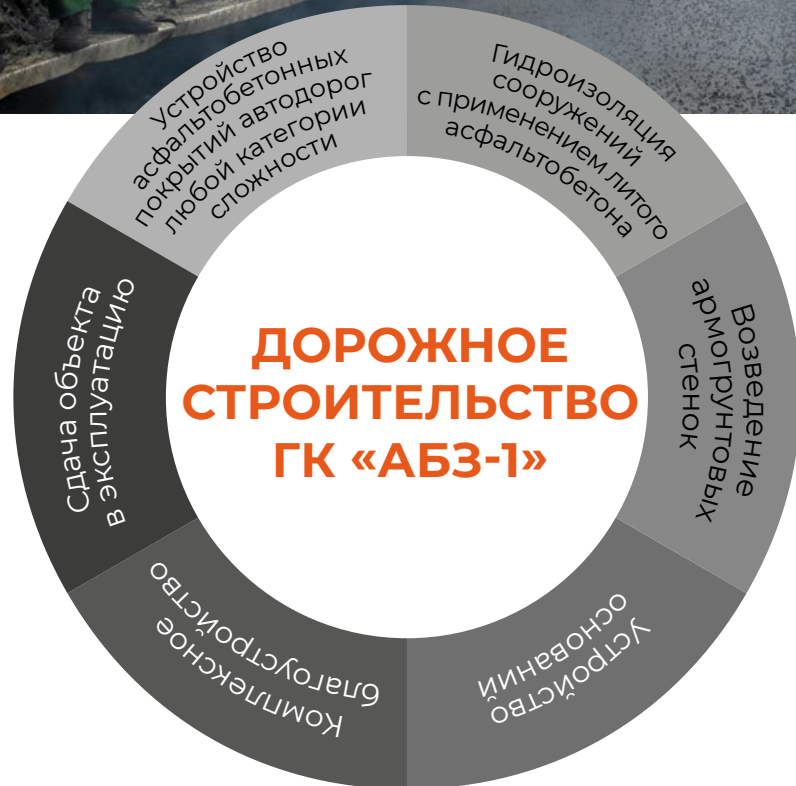 Устройство
асфальтобетонных
покрытий автодорог
любой категории
сложности
Гидроизоляция
сооружений
с применением литого
асфальтобетона
Возведение
армогрунтовых
стенок
Устройство
оснований
Комплексное
благоустройство
Сдача объекта
в эксплуатацию
ДОРОЖНОЕ
СТРОИТЕЛЬСТВО
ГК «АБЗ-1»